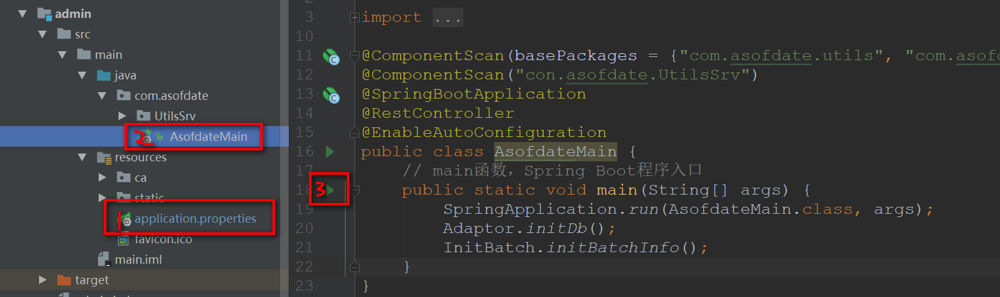 admin
src
main
java
com.asofdate
UtilsSrv
2 AsofdateMain
resources
ca
static
1 application.properties
favicon.ico
main.iml
target
3 import ...
10
11 @ComponentScan(basePackages = {"com.asofdate.utils", "com.asofd
12 @ComponentScan("con.asofdate.UtilsSrv")
13 @SpringBootApplication
14 @RestController
15 @EnableAutoConfiguration
16 public class AsofdateMain {
17 // main函数，Spring Boot程序入口
18 3 public static void main(String[] args) {
19 SpringApplication.run(AsofdateMain.class, args);
20 Adaptor.initDb();
21 InitBatch.initBatchInfo();
22 }
23 }